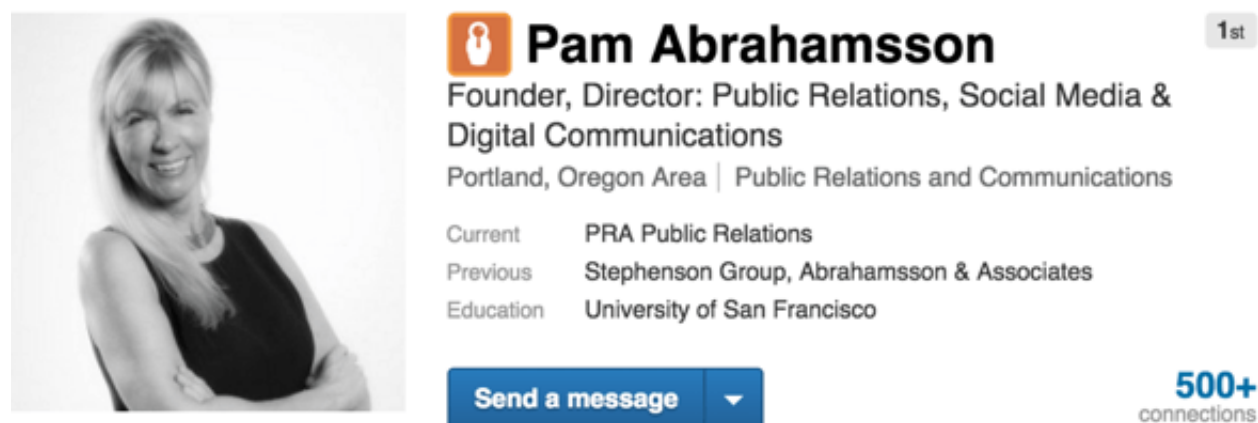 Pam Abrahamsson
1st
Founder, Director: Public Relations, Social Media &
Digital Communications
Portland, Oregon Area | Public Relations and Communications
Current PRA Public Relations
Previous Stephenson Group, Abrahamsson & Associates
Education University of San Francisco
Send a message
500+
connections